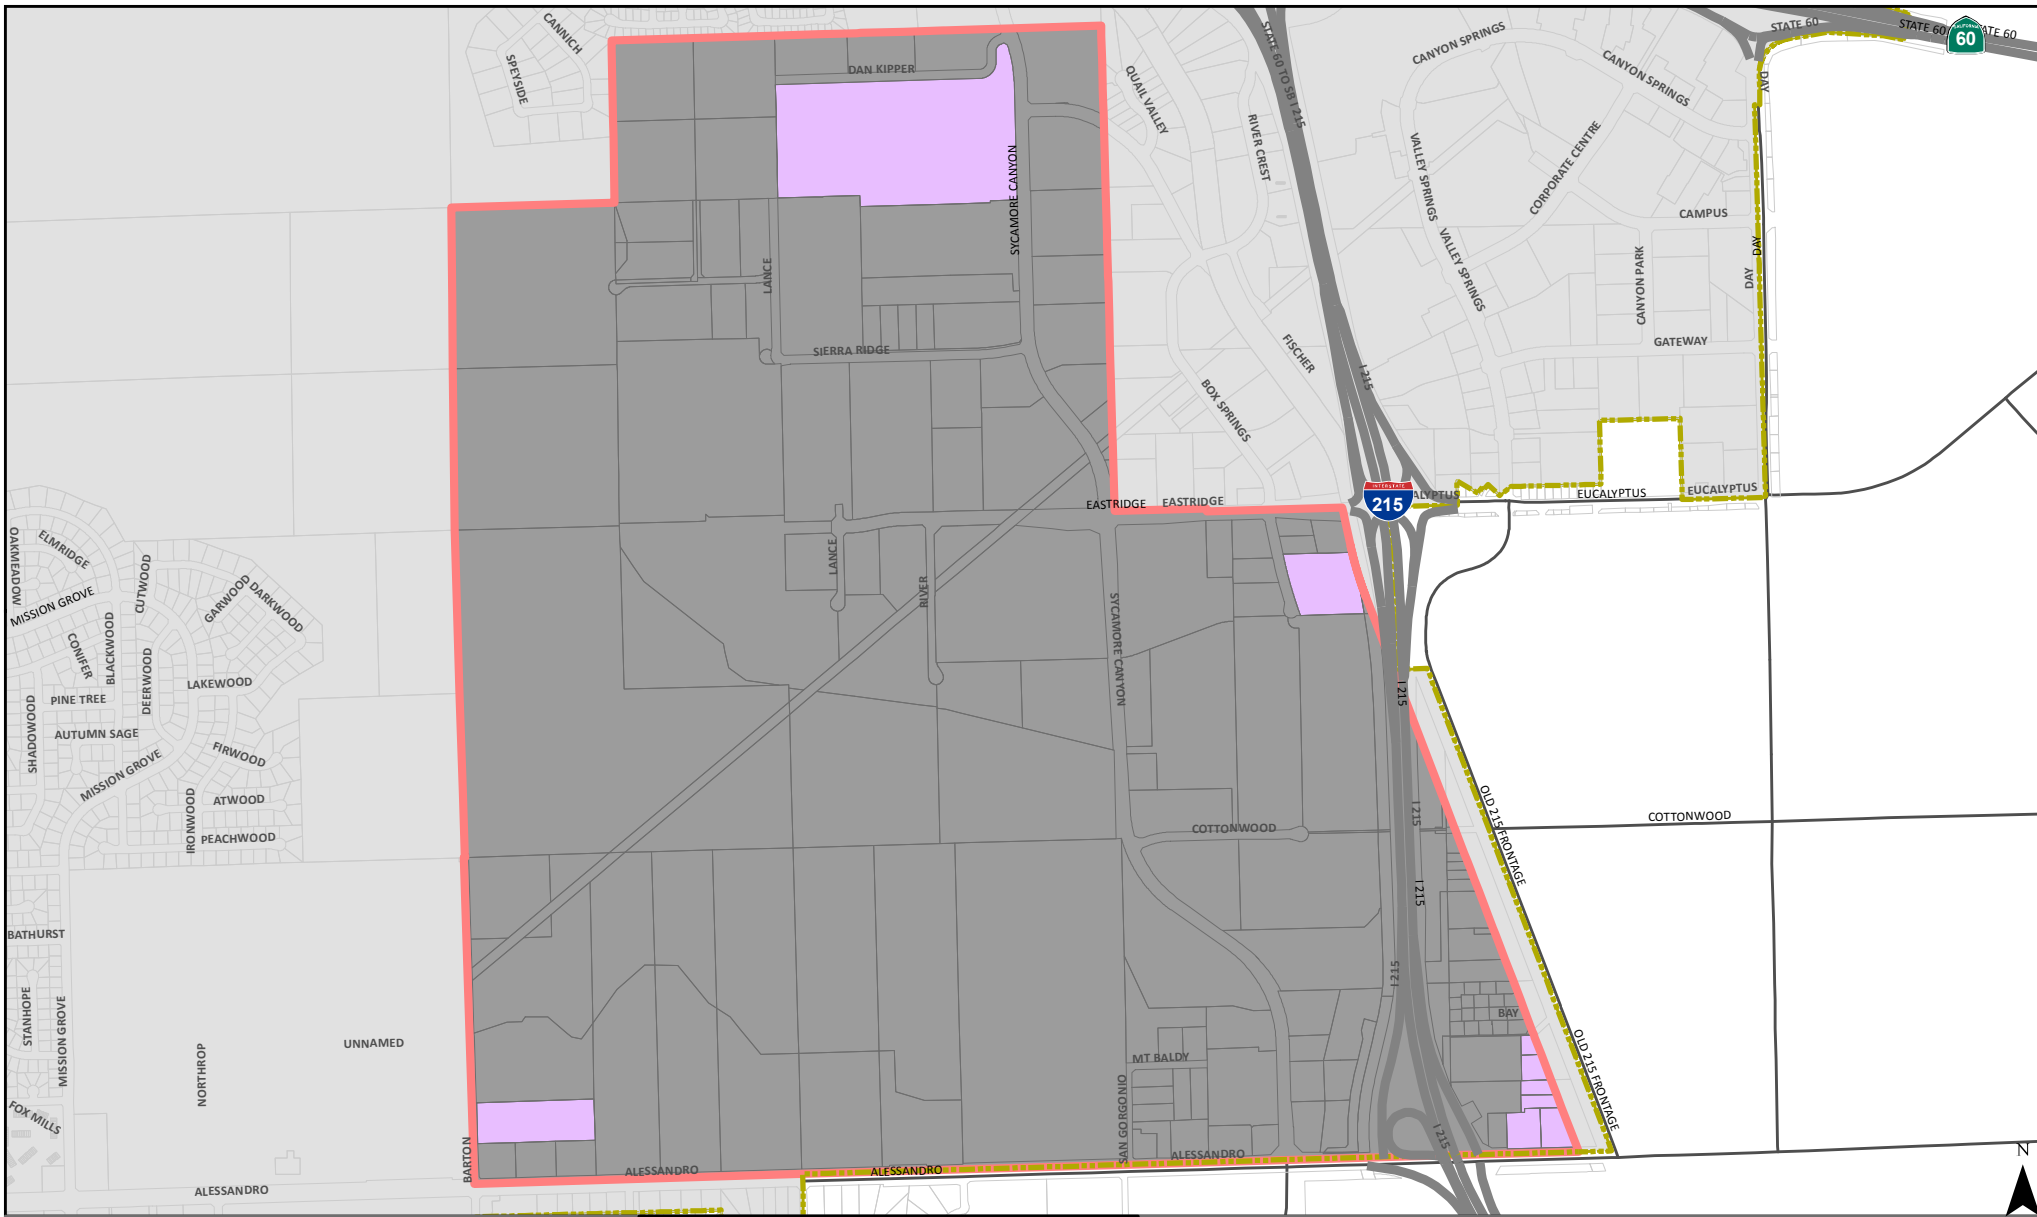 CANNICH
SPEYSIDE
DAN KIPPER
SYCAMORE CANYON
LANCE
SIERRA RIDGE
QUAIL VALLEY
RIVER CREST
STATE 60 TO SB I 215
CANYON SPRINGS
CANYON SPRINGS
STATE 60
STATE 60
CALIFORNIA
60
DAY
VALLEY SPRINGS
CORPORATE CENTRE
CAMPUS
DAY
DAY
VALLEY SPRINGS
CANYON PARK
GATEWAY
FISCHER
I 215
BOX SPRINGS
EASTRIDGE
EASTRIDGE
INTERSTATE
215
ALYPTUS
EUCALYPTUS
EUCALYPTUS
OAKMEADOW
ELMRIDGE
MISSION GROVE
CUTWOOD
GARWOOD
DARKWOOD
CONIFER
BLACKWOOD
DEERWOOD
LAKEWOOD
PINE TREE
SHADOWOOD
AUTUMN SAGE
MISSION GROVE
FIRWOOD
IRONWOOD
ATWOOD
PEACHWOOD
LANCE
RIVER
SYCAMORE CANYON
I 215
I 215
COTTONWOOD
OLD 215 FRONTAGE
COTTONWOOD
I 215
BATHURST
STANHOPE
MISSION GROVE
NORTHROP
UNNAMED
FOX MILLS
I 215
BAY
OLD 215 FRONTAGE
MT BALDY
SAN GORGONIO
BARTON
ALESSANDRO
ALESSANDRO
ALESSANDRO
ALESSANDRO
I 215
N